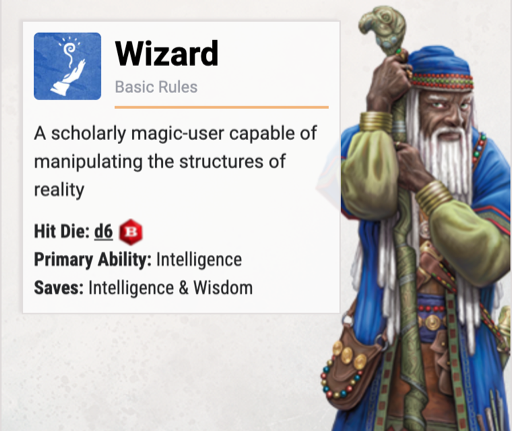 Wizard
Basic Rules
A scholarly magic-user capable of
manipulating the structures of
reality
Hit Die: d6 B
Primary Ability: Intelligence
Saves: Intelligence & Wisdom